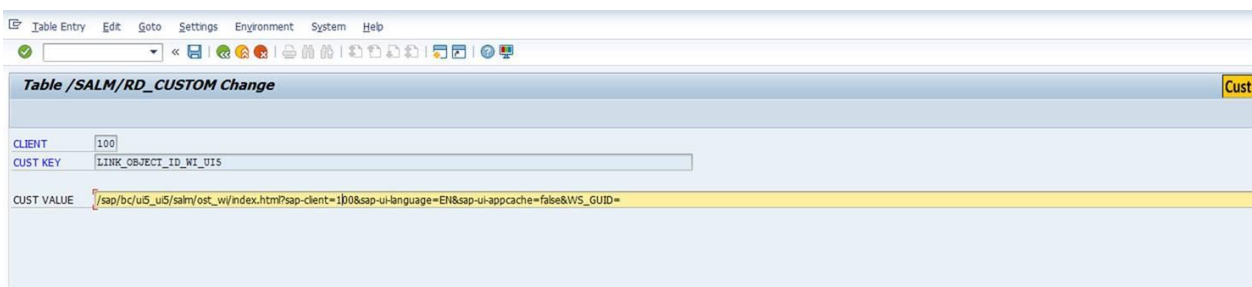 Table Entry Edit Goto Settings Environment System Help
Table /SALM/RD_CUSTOM Change
Cust
CLIENT 100
CUST KEY LINK_OBJECT_ID_WI_UI5
CUST VALUE /sap/bc/ui5_ui5/salm/ost_wi/index.html?sap-client=100&sap-ui-language=EN&sap-ui-appcache=false&WS_GUID=